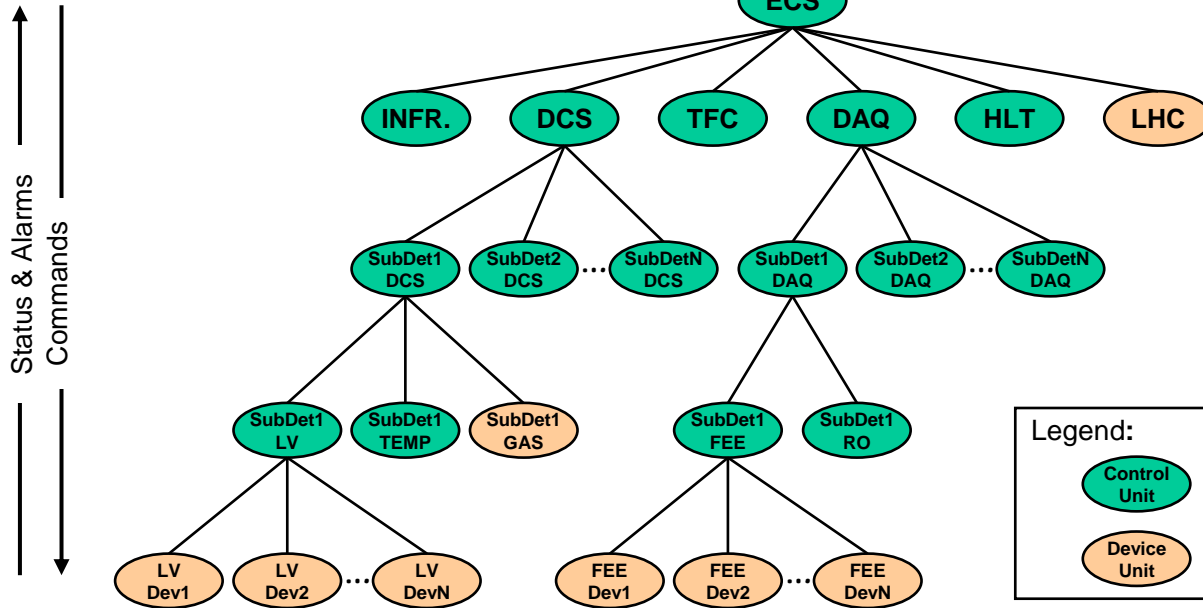 ECS
INFR.
DCS
TFC
DAQ
HLT
LHC
Status & Alarms
Commands
SubDet1
DCS
SubDet2
DCS
...
SubDetN
DCS
SubDet1
DAQ
SubDet2
DAQ
...
SubDetN
DAQ
SubDet1
LV
SubDet1
TEMP
SubDet1
GAS
SubDet1
FEE
SubDet1
RO
Legend:
Control
Unit
Device
Unit
LV
Dev1
LV
Dev2
...
LV
DevN
FEE
Dev1
FEE
Dev2
...
FEE
DevN